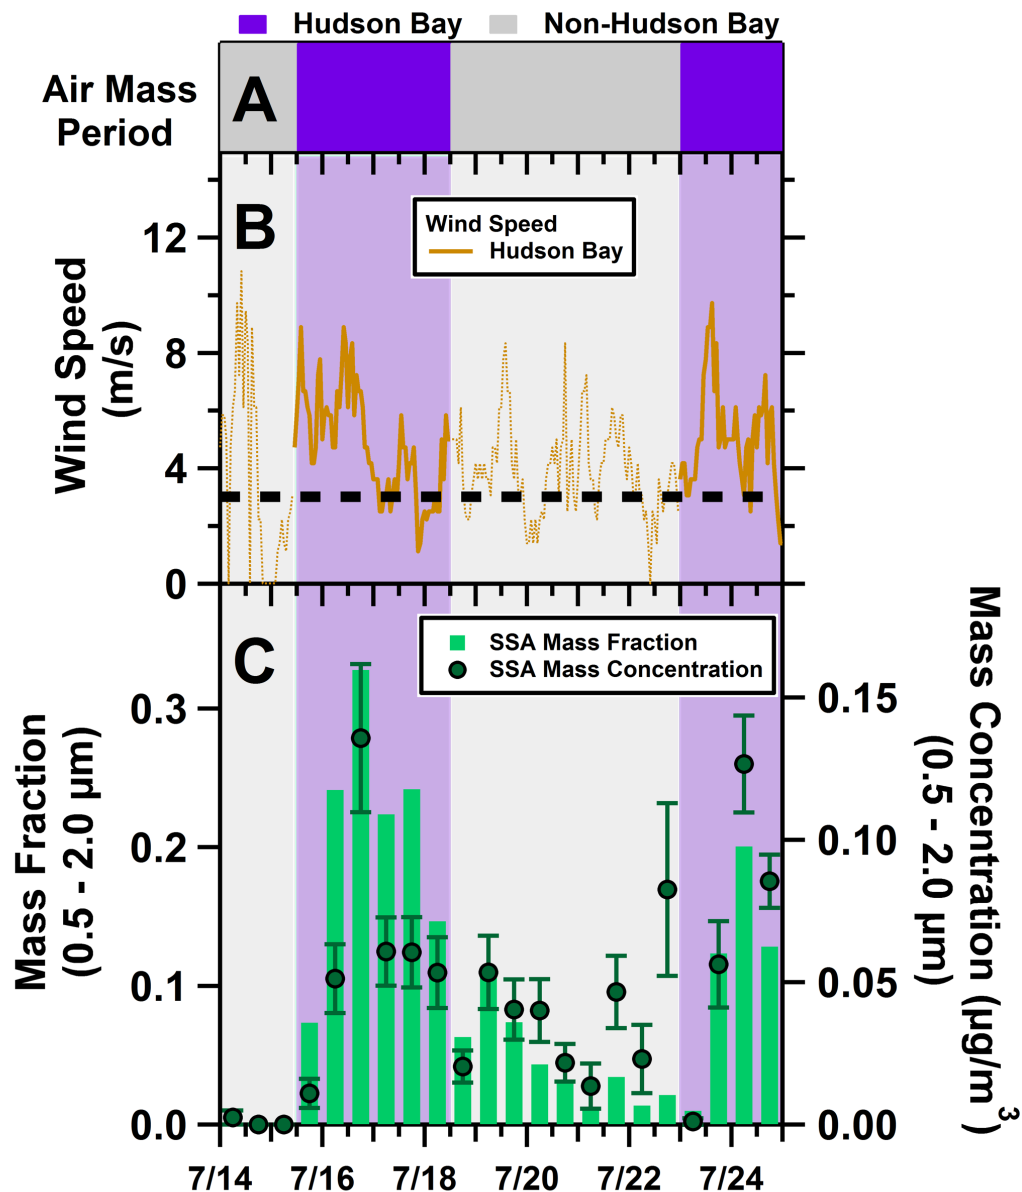 Hudson Bay Non-Hudson Bay
Air Mass
Period
A
B
Wind Speed
Hudson Bay
12
8
4
0
Wind Speed
(m/s)
C
SSA Mass Fraction
SSA Mass Concentration
0.3
0.2
0.1
0.0
Mass Fraction
(0.5 - 2.0 µm)
0.15
0.10
0.05
0.00
Mass Concentration (µg/m³)
(0.5 - 2.0 µm)
7/14 7/16 7/18 7/20 7/22 7/24